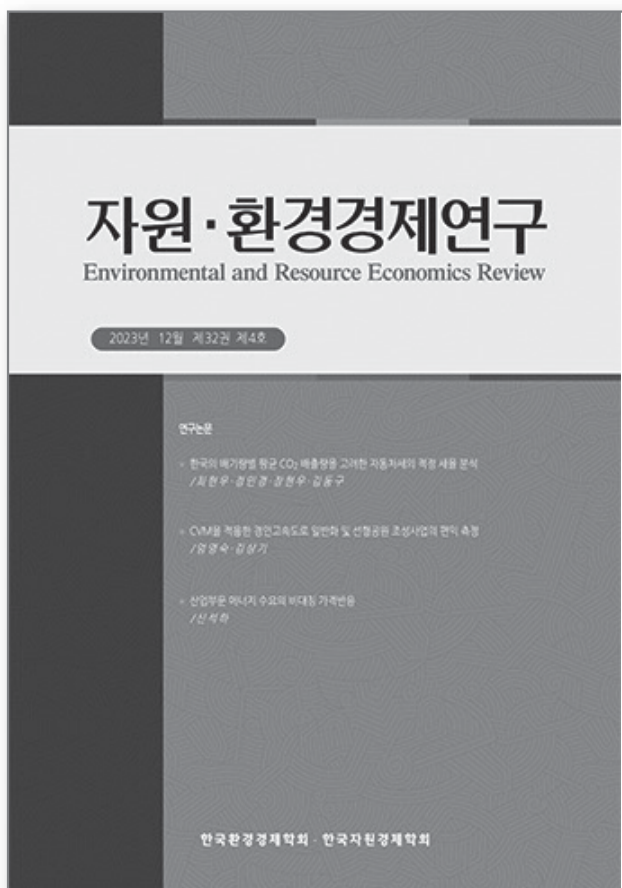 자원·환경경제연구
Environmental and Resource Economics Review
2023년 12월 제32권 제4호
연구논문
한국의 배기량별 평균 CO₂ 배출량을 고려한 자동차세의 적정 세율 분석
/최현우·정민경·장현우·김동구
CVM을 적용한 경인고속도로 일반화 및 선형공원 조성사업의 편익 측정
/엄영숙·김상기
산업부문 에너지 수요의 비대칭 가격반응
/신석하
한국환경경제학회·한국자원경제학회